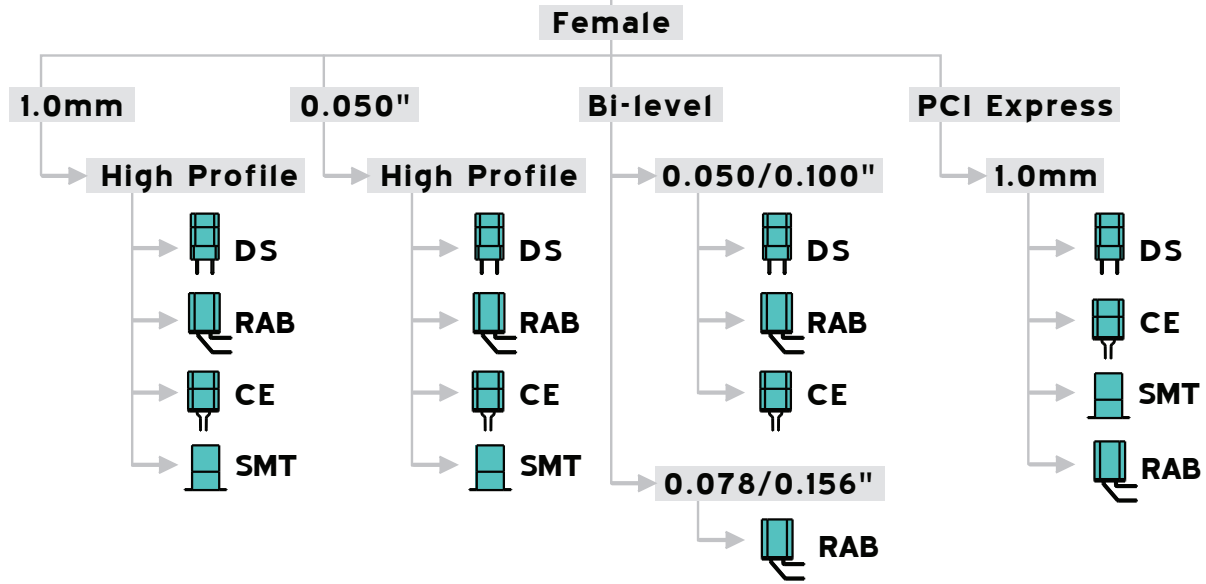 Female
1.0mm
0.050"
Bi-level
PCI Express
High Profile
High Profile
0.050/0.100"
1.0mm
DS
DS
DS
DS
RAB
RAB
RAB
CE
CE
CE
CE
SMT
SMT
SMT
RAB
0.078/0.156"
RAB